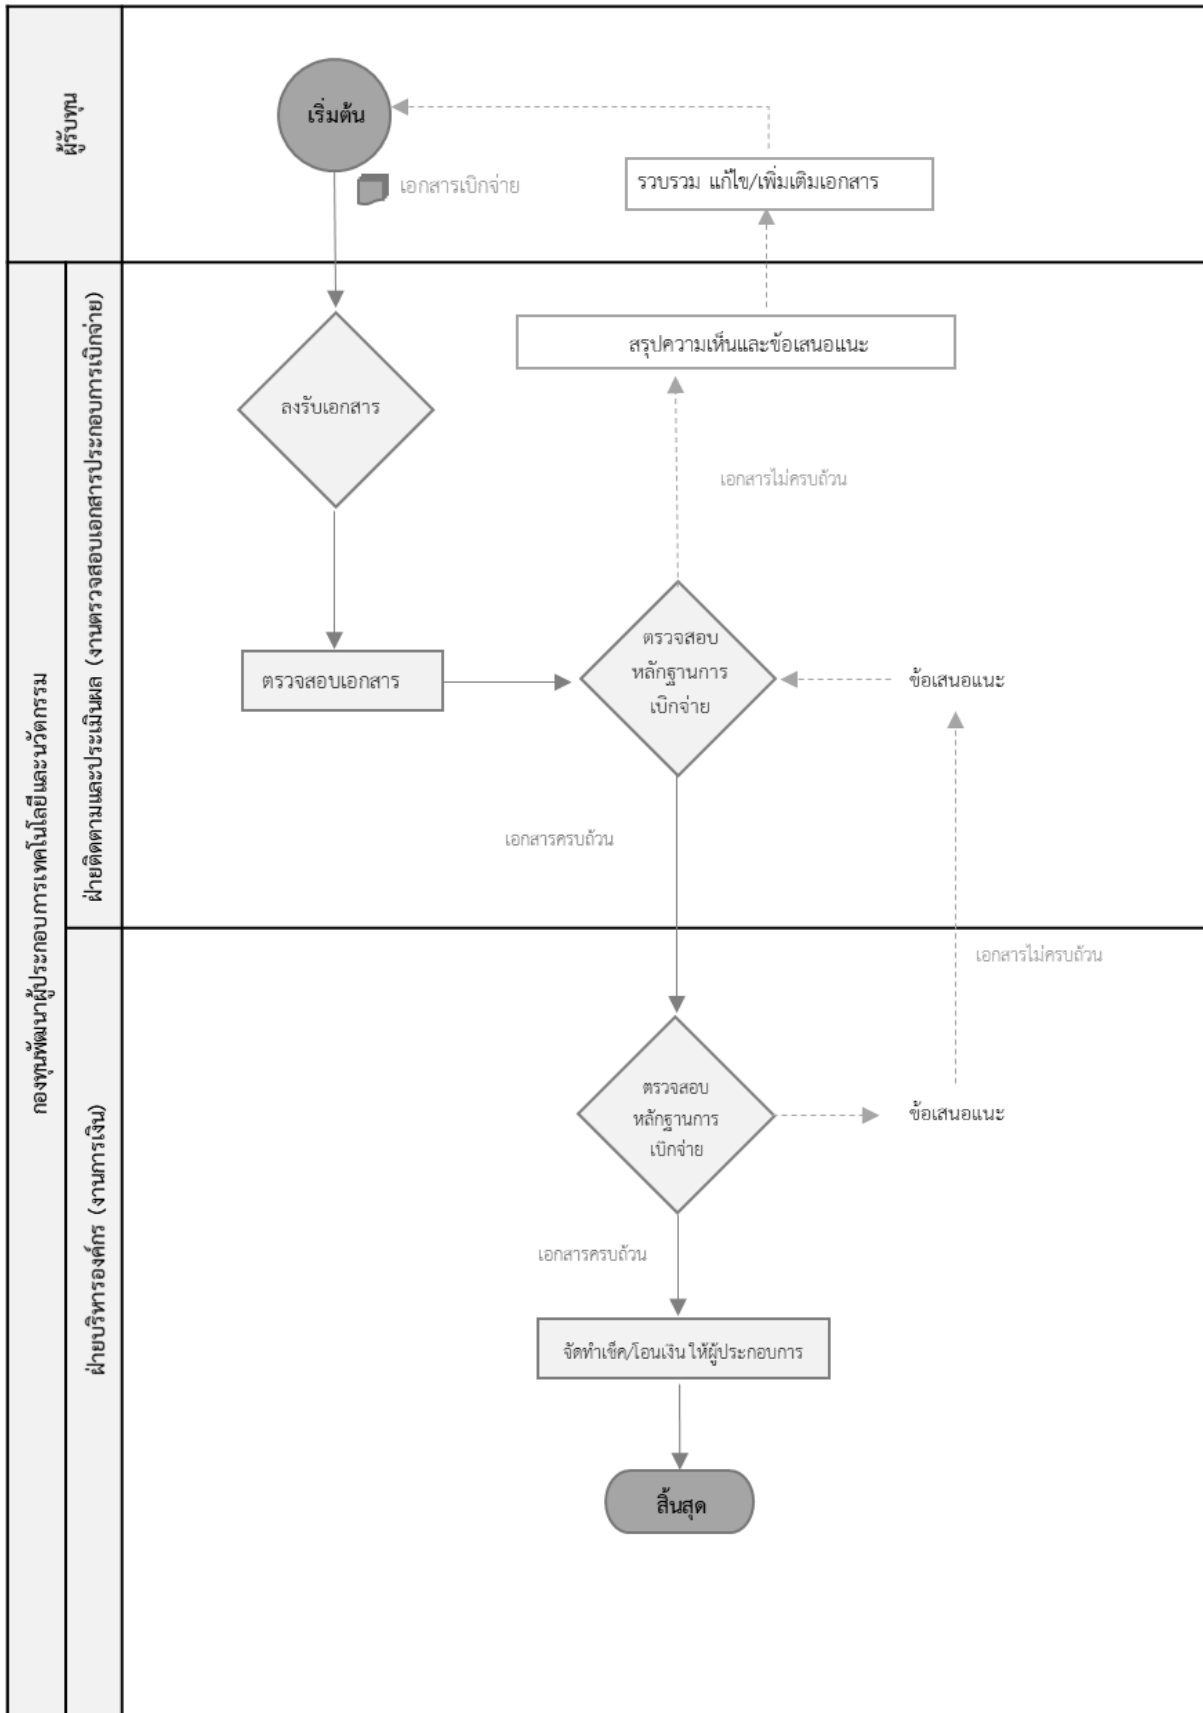 ผู้รับทุน
เริ่มต้น
เอกสารเบิกจ่าย
รวบรวม แก้ไข/เพิ่มเติมเอกสาร
กองทุนพัฒนาผู้ประกอบการเทคโนโลยีและนวัตกรรม
ฝ่ายติดตามและประเมินผล (งานตรวจสอบเอกสารประกอบการเบิกจ่าย)
สรุปความเห็นและข้อเสนอแนะ
ลงรับเอกสาร
เอกสารไม่ครบถ้วน
ตรวจสอบเอกสาร
ตรวจสอบ
หลักฐานการ
เบิกจ่าย
ข้อเสนอแนะ
เอกสารครบถ้วน
ฝ่ายบริหารองค์กร (งานการเงิน)
เอกสารไม่ครบถ้วน
ตรวจสอบ
หลักฐานการ
เบิกจ่าย
ข้อเสนอแนะ
เอกสารครบถ้วน
จัดทำเช็ค/โอนเงิน ให้ผู้ประกอบการ
สิ้นสุด